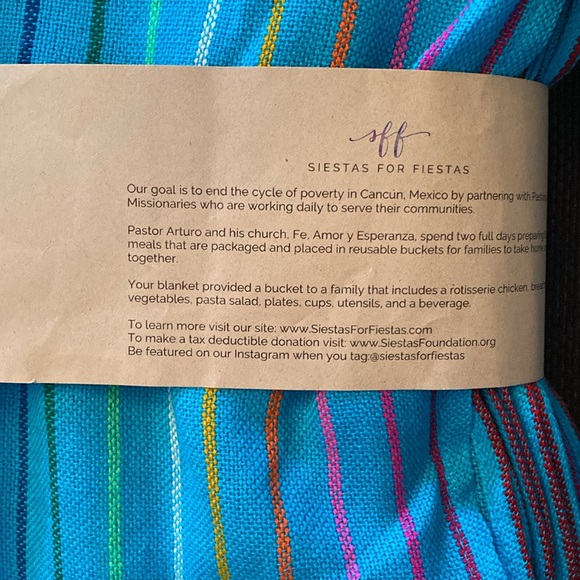 sff
SIESTAS FOR FIESTAS
Our goal is to end the cycle of poverty in Cancún, Mexico by partnering with
Missionaries who are working daily to serve their communities.
Pastor Arturo and his church, Fe, Amor y Esperanza, spend two full days preparing
meals that are packaged and placed in reusable buckets for families to take home
together.
Your blanket provided a bucket to a family that includes a rotisserie chicken,
vegetables, pasta salad, plates, cups, utensils, and a beverage.
To learn more visit our site: www.SiestasForFiestas.com
To make a tax deductible donation visit: www.SiestasFoundation.org
Be featured on our Instagram when you tag:@siestasforfiestas